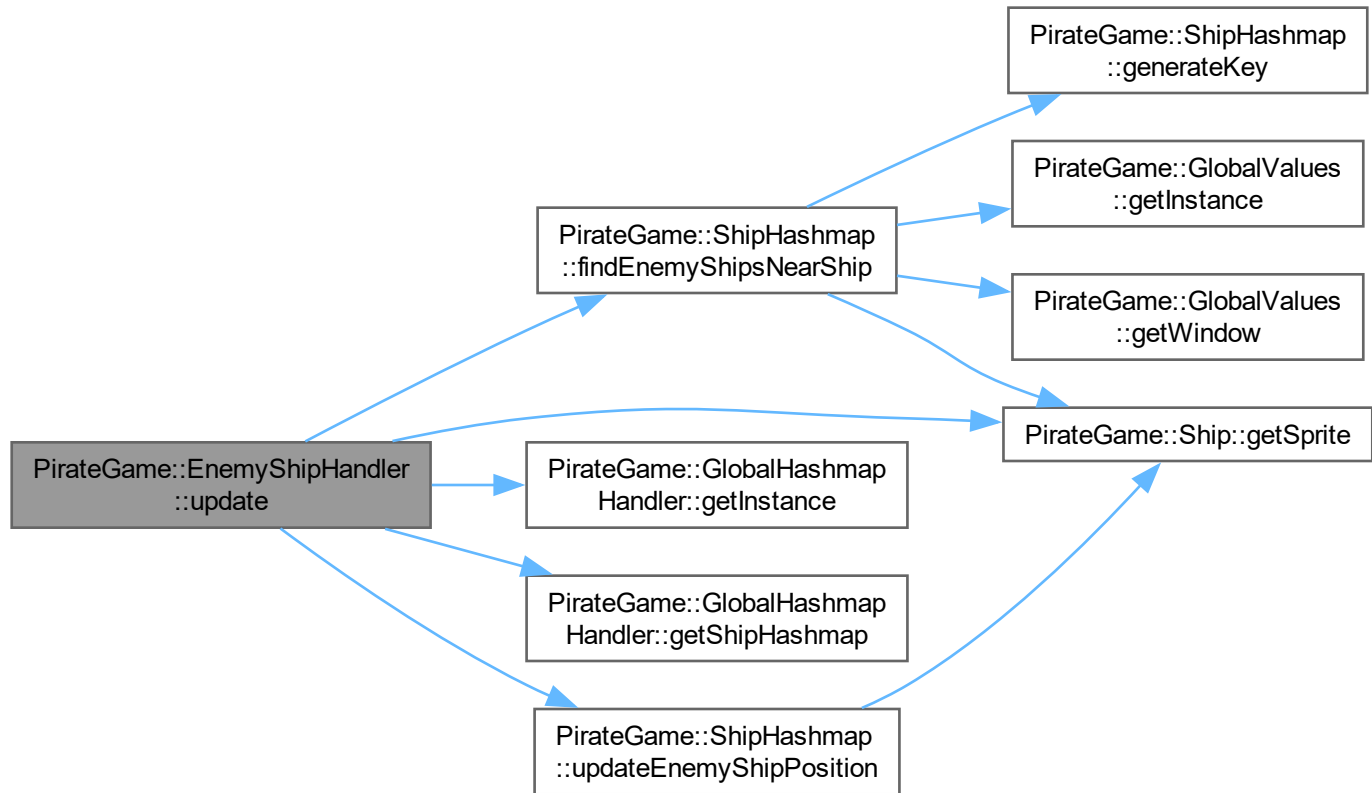 PirateGame::ShipHashmap
::generateKey
PirateGame::GlobalValues
::getInstance
PirateGame::ShipHashmap
::findEnemyShipsNearShip
PirateGame::GlobalValues
::getWindow
PirateGame::Ship::getSprite
PirateGame::EnemyShipHandler
::update
PirateGame::GlobalHashmap
Handler::getInstance
PirateGame::GlobalHashmap
Handler::getShipHashmap
PirateGame::ShipHashmap
::updateEnemyShipPosition